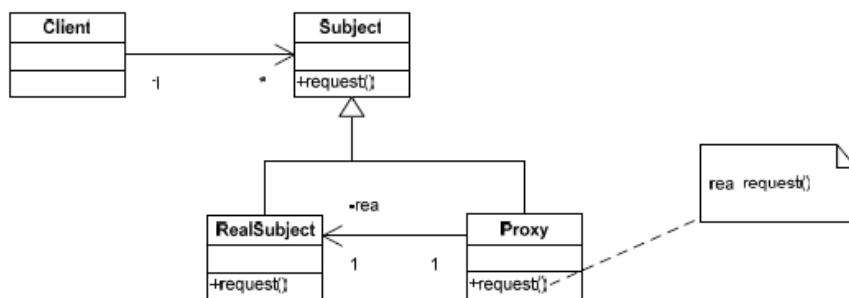 Client
Subject
1
*
+request()
-rea
rea request()
RealSubject
Proxy
1
1
+request()
+request()